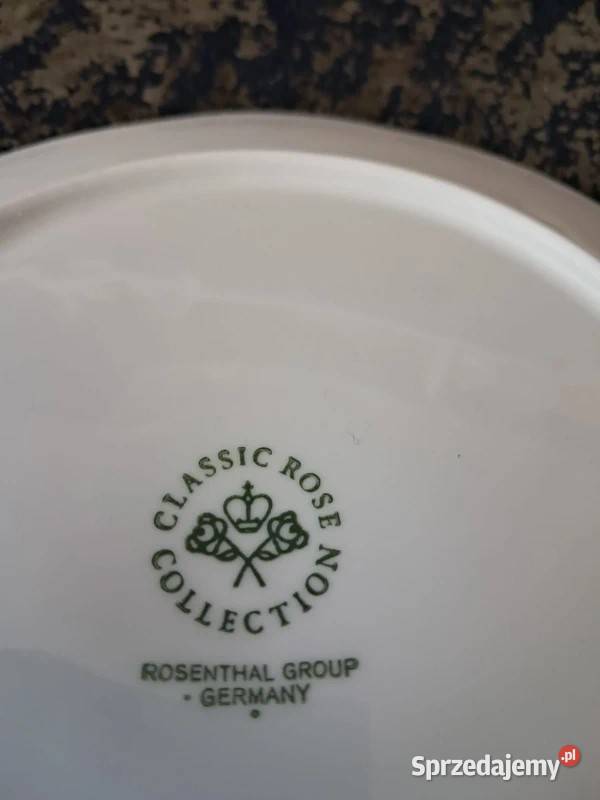 CLASSIC ROSE
COLLECTION
ROSENTHAL GROUP
- GERMANY
Sprzedajemy.pl